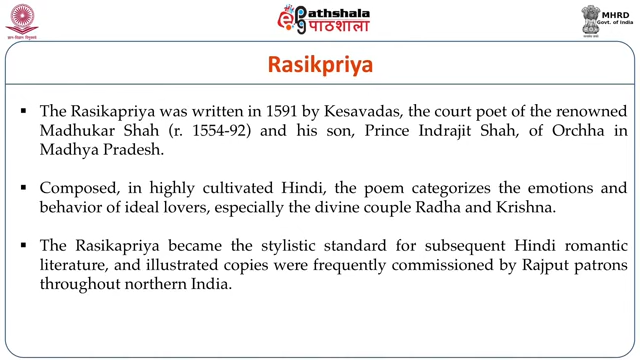 Pathshala
पाठशाला
MHRD
Govt. of India
Rasikpriya
▪ The Rasikapriya was written in 1591 by Kesavadas, the court poet of the renowned
Madhukar Shah (r. 1554-92) and his son, Prince Indrajit Shah, of Orchha in
Madhya Pradesh.
▪ Composed, in highly cultivated Hindi, the poem categorizes the emotions and
behavior of ideal lovers, especially the divine couple Radha and Krishna.
▪ The Rasikapriya became the stylistic standard for subsequent Hindi romantic
literature, and illustrated copies were frequently commissioned by Rajput patrons
throughout northern India.